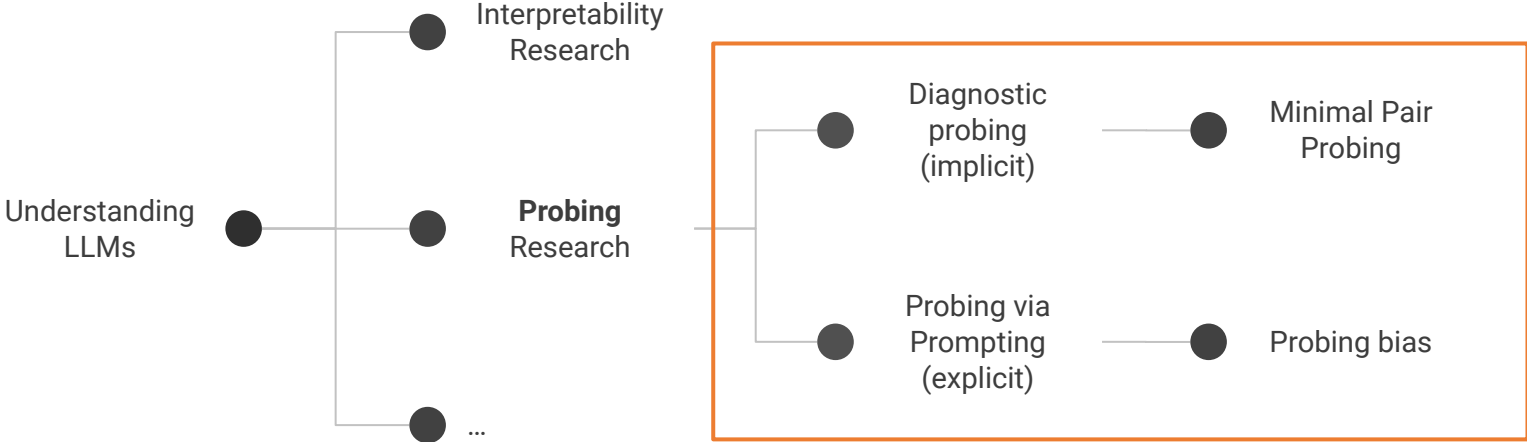 Interpretability
Research
Diagnostic
probing
(implicit)
Minimal Pair
Probing
Understanding
LLMs
Probing
Research
Probing via
Prompting
(explicit)
Probing bias
...